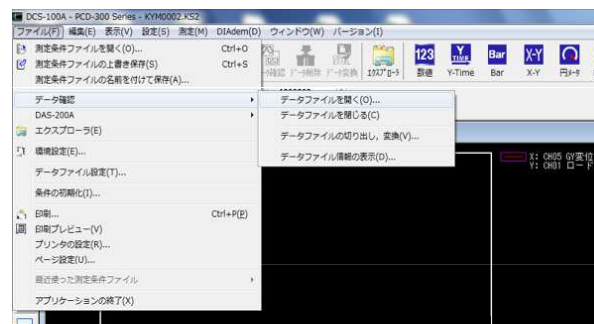 DCS-100A - PCD-300 Series - KYM0002.KS2
ファイル(F) 編集(E) 表示(V) 設定(S) 測定(M) DIAdem(D) ウィンドウ(W) バージョン(I)
測定条件ファイルを開く(O)... Ctrl+O
測定条件ファイルの上書き保存(S) Ctrl+S
測定条件ファイルの名前を付けて保存(A)...
データ確認
DAS-200A
エクスプローラ(E)
環境設定(E)...
データファイル設定(T)...
条件の初期化(I)...
印刷... Ctrl+P(P)
印刷プレビュー(V)
プリンタの設定(R)...
ページ設定(U)...
最近使った測定条件ファイル
アプリケーションの終了(X)
データファイルを開く(O)...
データファイルを閉じる(C)
データファイルの切り出し，変換(V)...
データファイル情報の表示(D)...
123 Y-Time Bar X-Y
数値 Y-Time Bar X-Y 円メータ
X: CH05 GY変位
Y: CH01 ロード